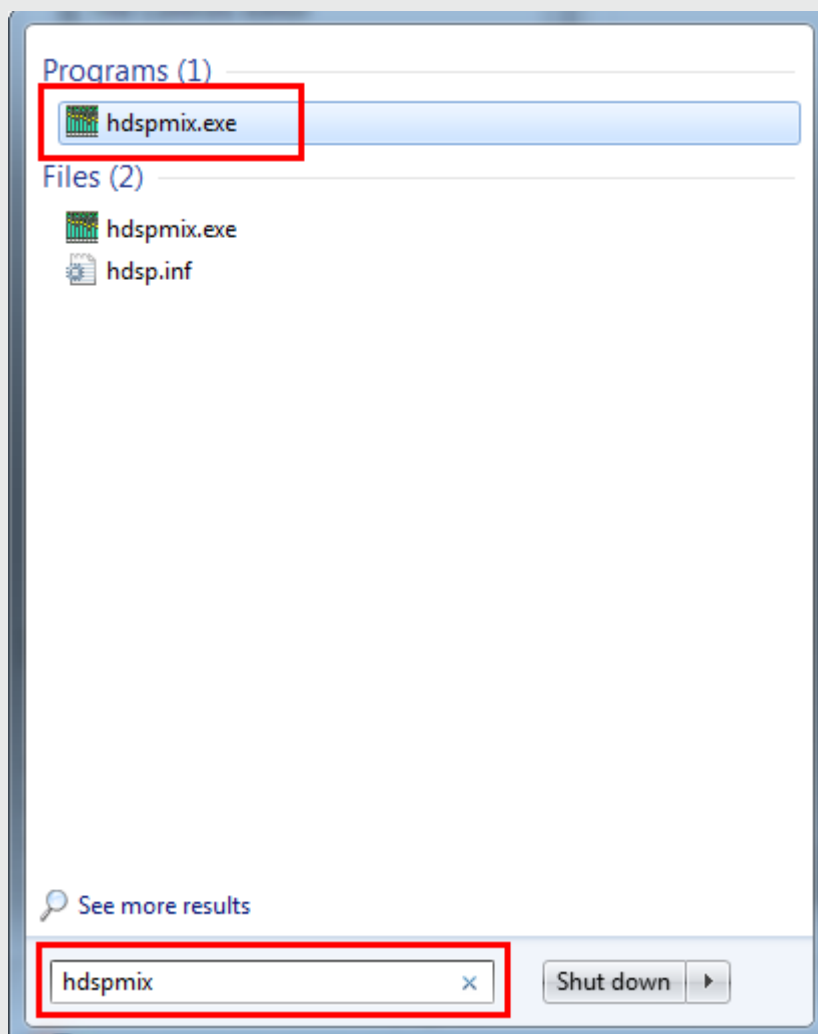 Programs (1)
hdspmix.exe
Files (2)
hdspmix.exe
hdsp.inf
See more results
hdspmix
Shut down